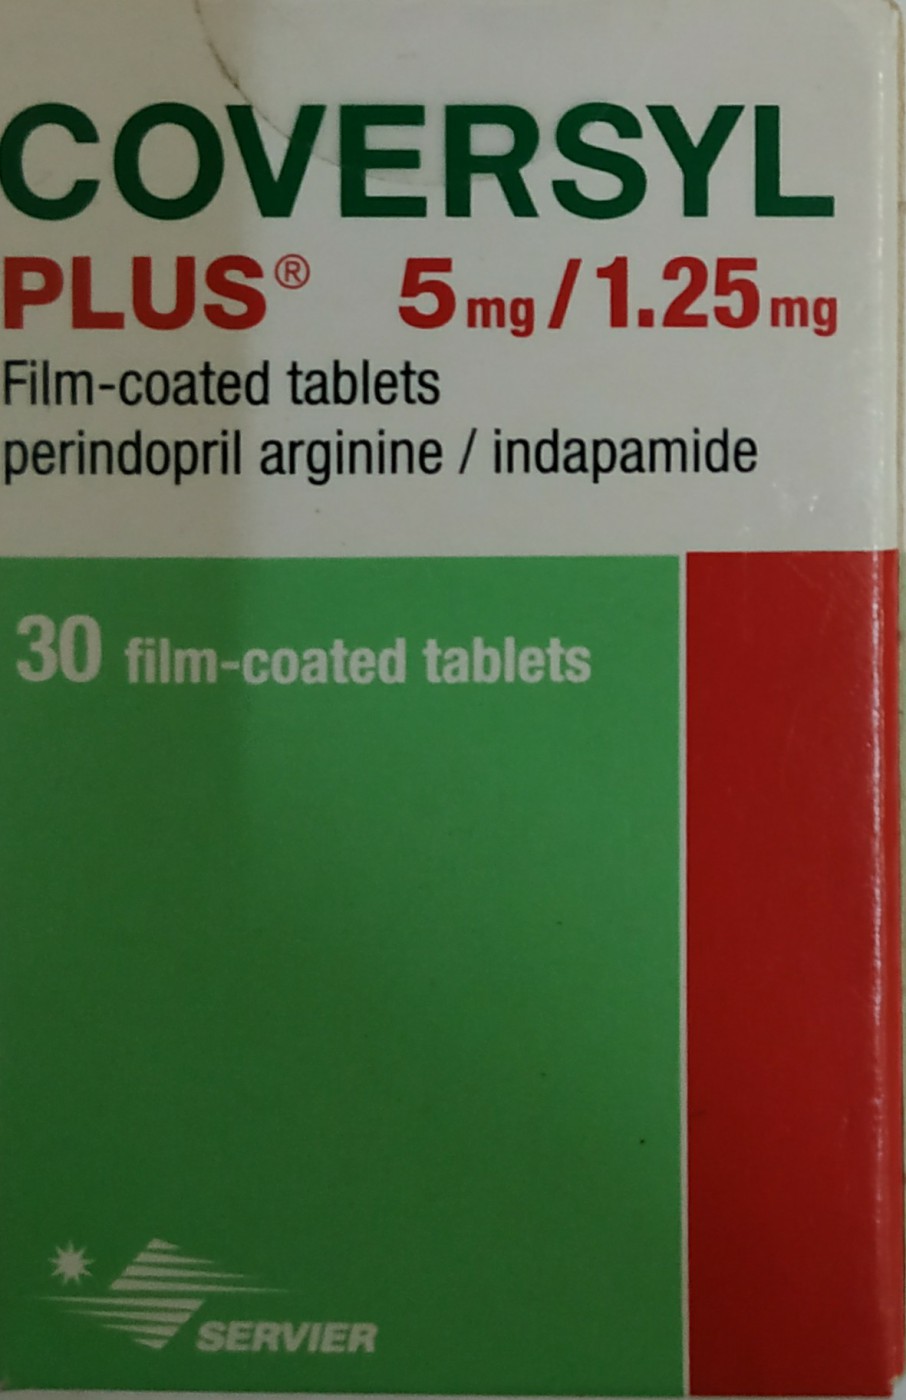 COVERSYL
PLUS® 5mg/1.25mg
Film-coated tablets
perindopril arginine / indapamide
30 film-coated tablets
SERVIER